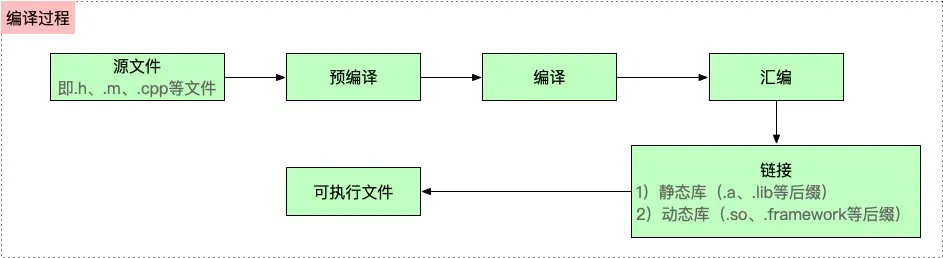 编译过程
源文件
即.h、.m、.cpp等文件
预编译
编译
汇编
链接
1）静态库（.a、.lib等后缀）
2）动态库（.so、.framework等后缀）
可执行文件